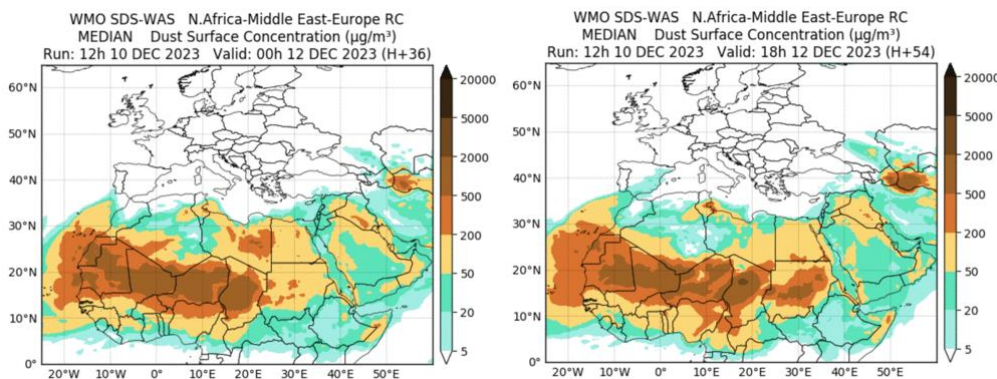 WMO SDS-WAS N.Africa-Middle East-Europe RC
MEDIAN Dust Surface Concentration (µg/m³)
Run: 12h 10 DEC 2023 Valid: 00h 12 DEC 2023 (H+36)
60°N
50°N
40°N
30°N
20°N
10°N
0°
20°W 10°W 0° 10°E 20°E 30°E 40°E 50°E
20000
5000
2000
500
200
50
20
5
WMO SDS-WAS N.Africa-Middle East-Europe RC
MEDIAN Dust Surface Concentration (µg/m³)
Run: 12h 10 DEC 2023 Valid: 18h 12 DEC 2023 (H+54)
60°N
50°N
40°N
30°N
20°N
10°N
0°
20°W 10°W 0° 10°E 20°E 30°E 40°E 50°E
20000
5000
2000
500
200
50
20
5